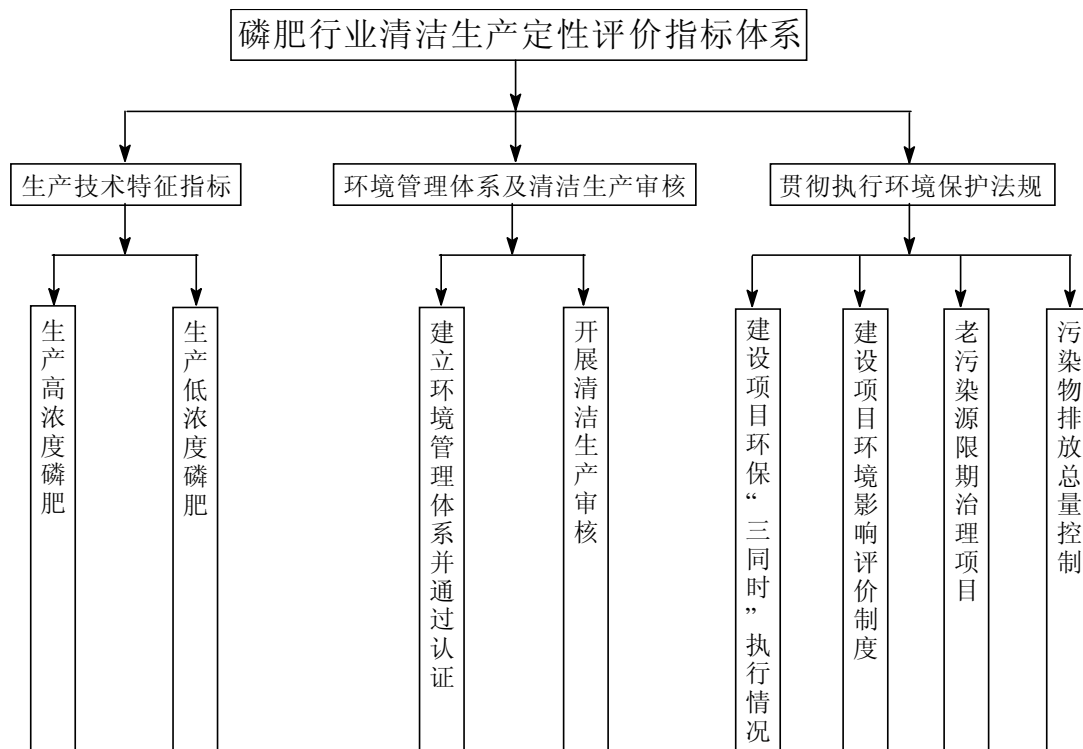 磷肥行业清洁生产定性评价指标体系
生产技术特征指标
环境管理体系及清洁生产审核
贯彻执行环境保护法规
生产高浓度磷肥
生产低浓度磷肥
建立环境管理体系并通过认证
开展清洁生产审核
建设项目环保“三同时”执行情况
建设项目环境影响评价制度
老污染源限期治理项目
污染物排放总量控制